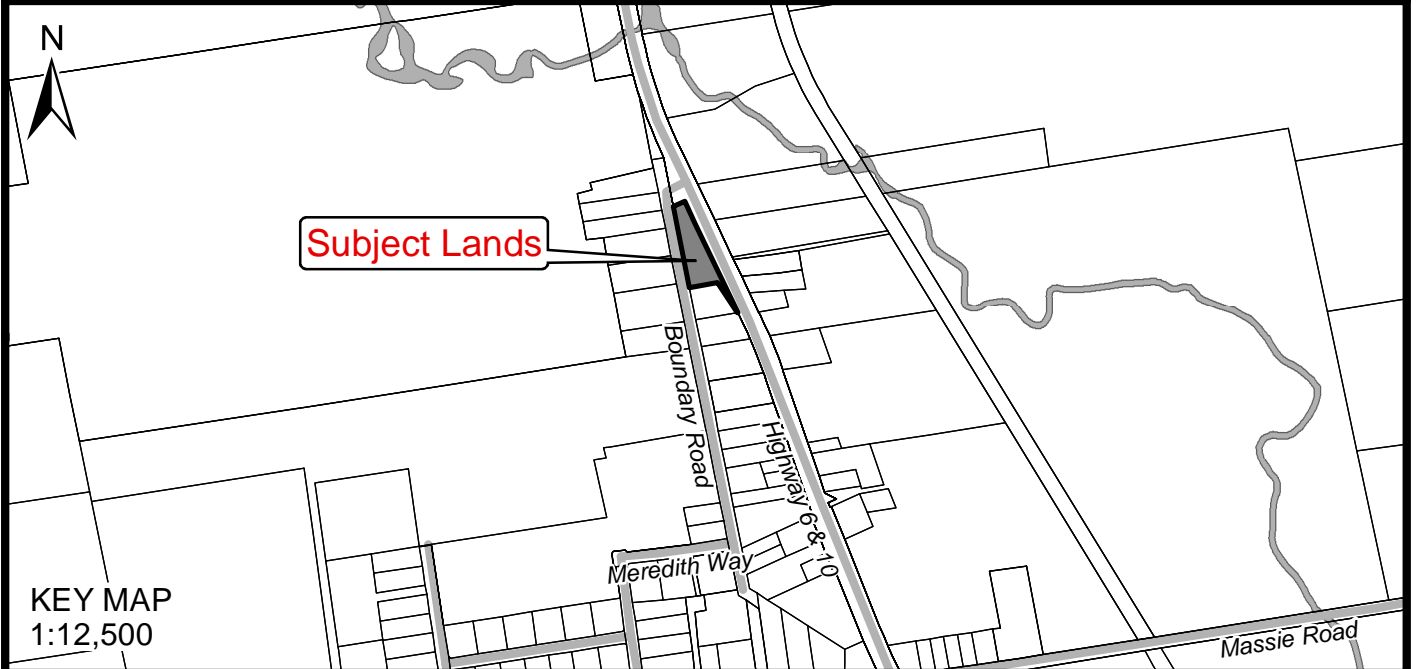 N
Subject Lands
Boundary Road
Highway 6 & 10
Meredith Way
KEY MAP
1:12,500
Massie Road